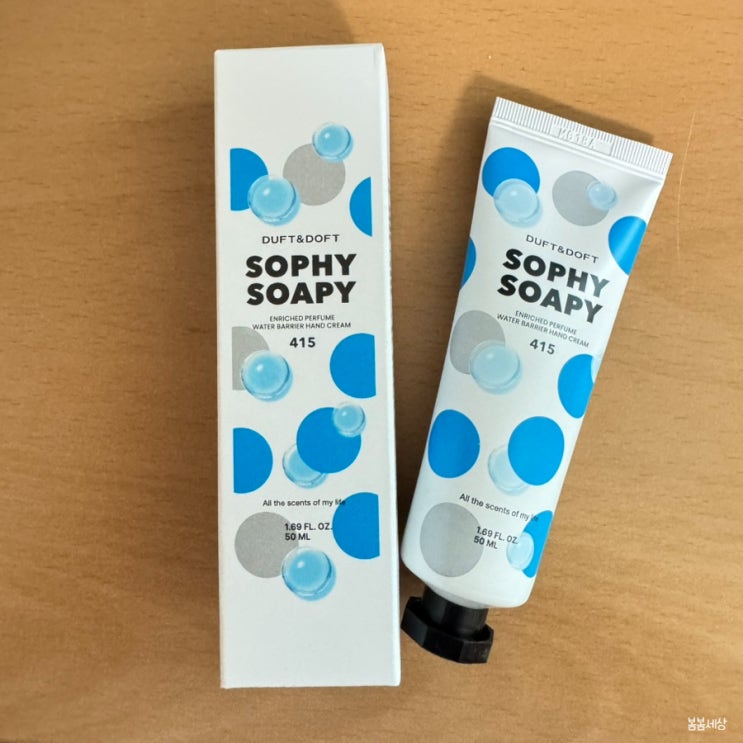 DUFT&DOFT
SOPHY
SOAPY
ENRICHED PERFUME
WATER BARRIER HAND CREAM
415
All the scents of my life
1.69 FL. OZ.
50 ML
DUFT&DOFT
SOPHY
SOAPY
ENRICHED PERFUME
WATER BARRIER HAND CREAM
415
All the scents of my life
1.69 FL. OZ.
50 ML
봄봄세상